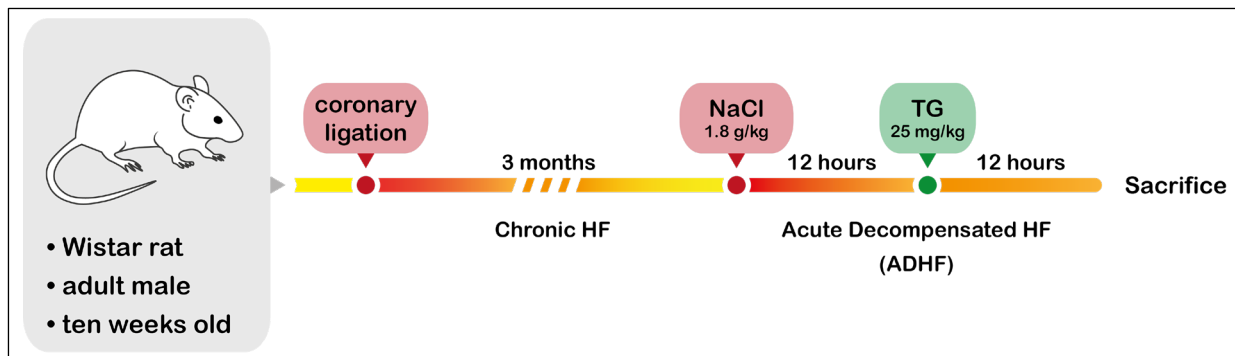 • Wistar rat
• adult male
• ten weeks old
coronary
ligation
3 months
Chronic HF
NaCl
1.8 g/kg
12 hours
TG
25 mg/kg
12 hours
Acute Decompensated HF
(ADHF)
Sacrifice